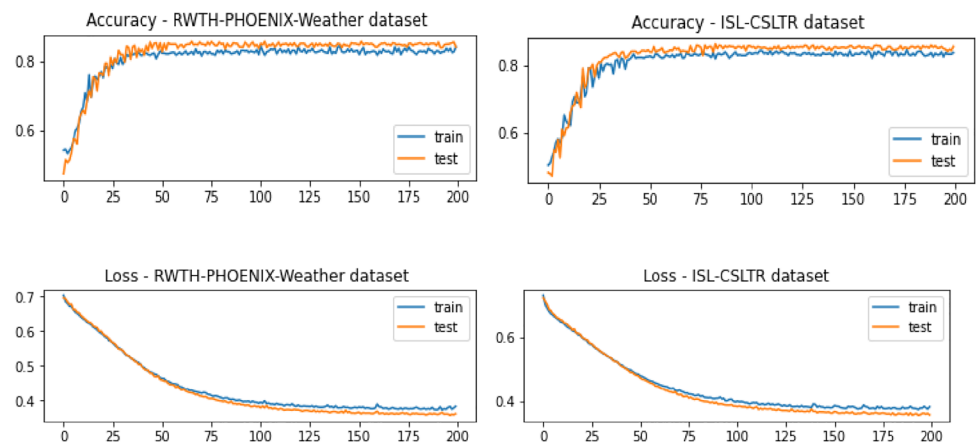 Accuracy - RWTH-PHOENIX-Weather dataset
0.8
0.6
train
test
0 25 50 75 100 125 150 175 200
Accuracy - ISL-CSLTR dataset
0.8
0.6
train
test
0 25 50 75 100 125 150 175 200
Loss - RWTH-PHOENIX-Weather dataset
0.7
0.6
0.5
0.4
train
test
0 25 50 75 100 125 150 175 200
Loss - ISL-CSLTR dataset
0.6
0.4
train
test
0 25 50 75 100 125 150 175 200